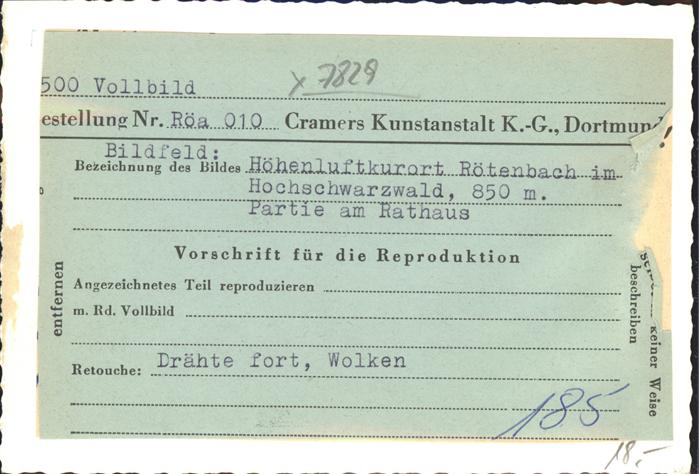 x 7829
500 Vollbild
estellung Nr. Röa 010 Cramers Kunstanstalt K.-G., Dortmund
Bildfeld:
Bezeichnung des Bildes Höhenluftkurort Rötenbach im
Hochschwarzwald, 850 m.
Partie am Rathaus
Vorschrift für die Reproduktion
Angezeichnetes Teil reproduzieren
m. Rd. Vollbild
Retouche: Drähte fort, Wolken
185
18,-
entfernen
keiner Weise
beschreiben